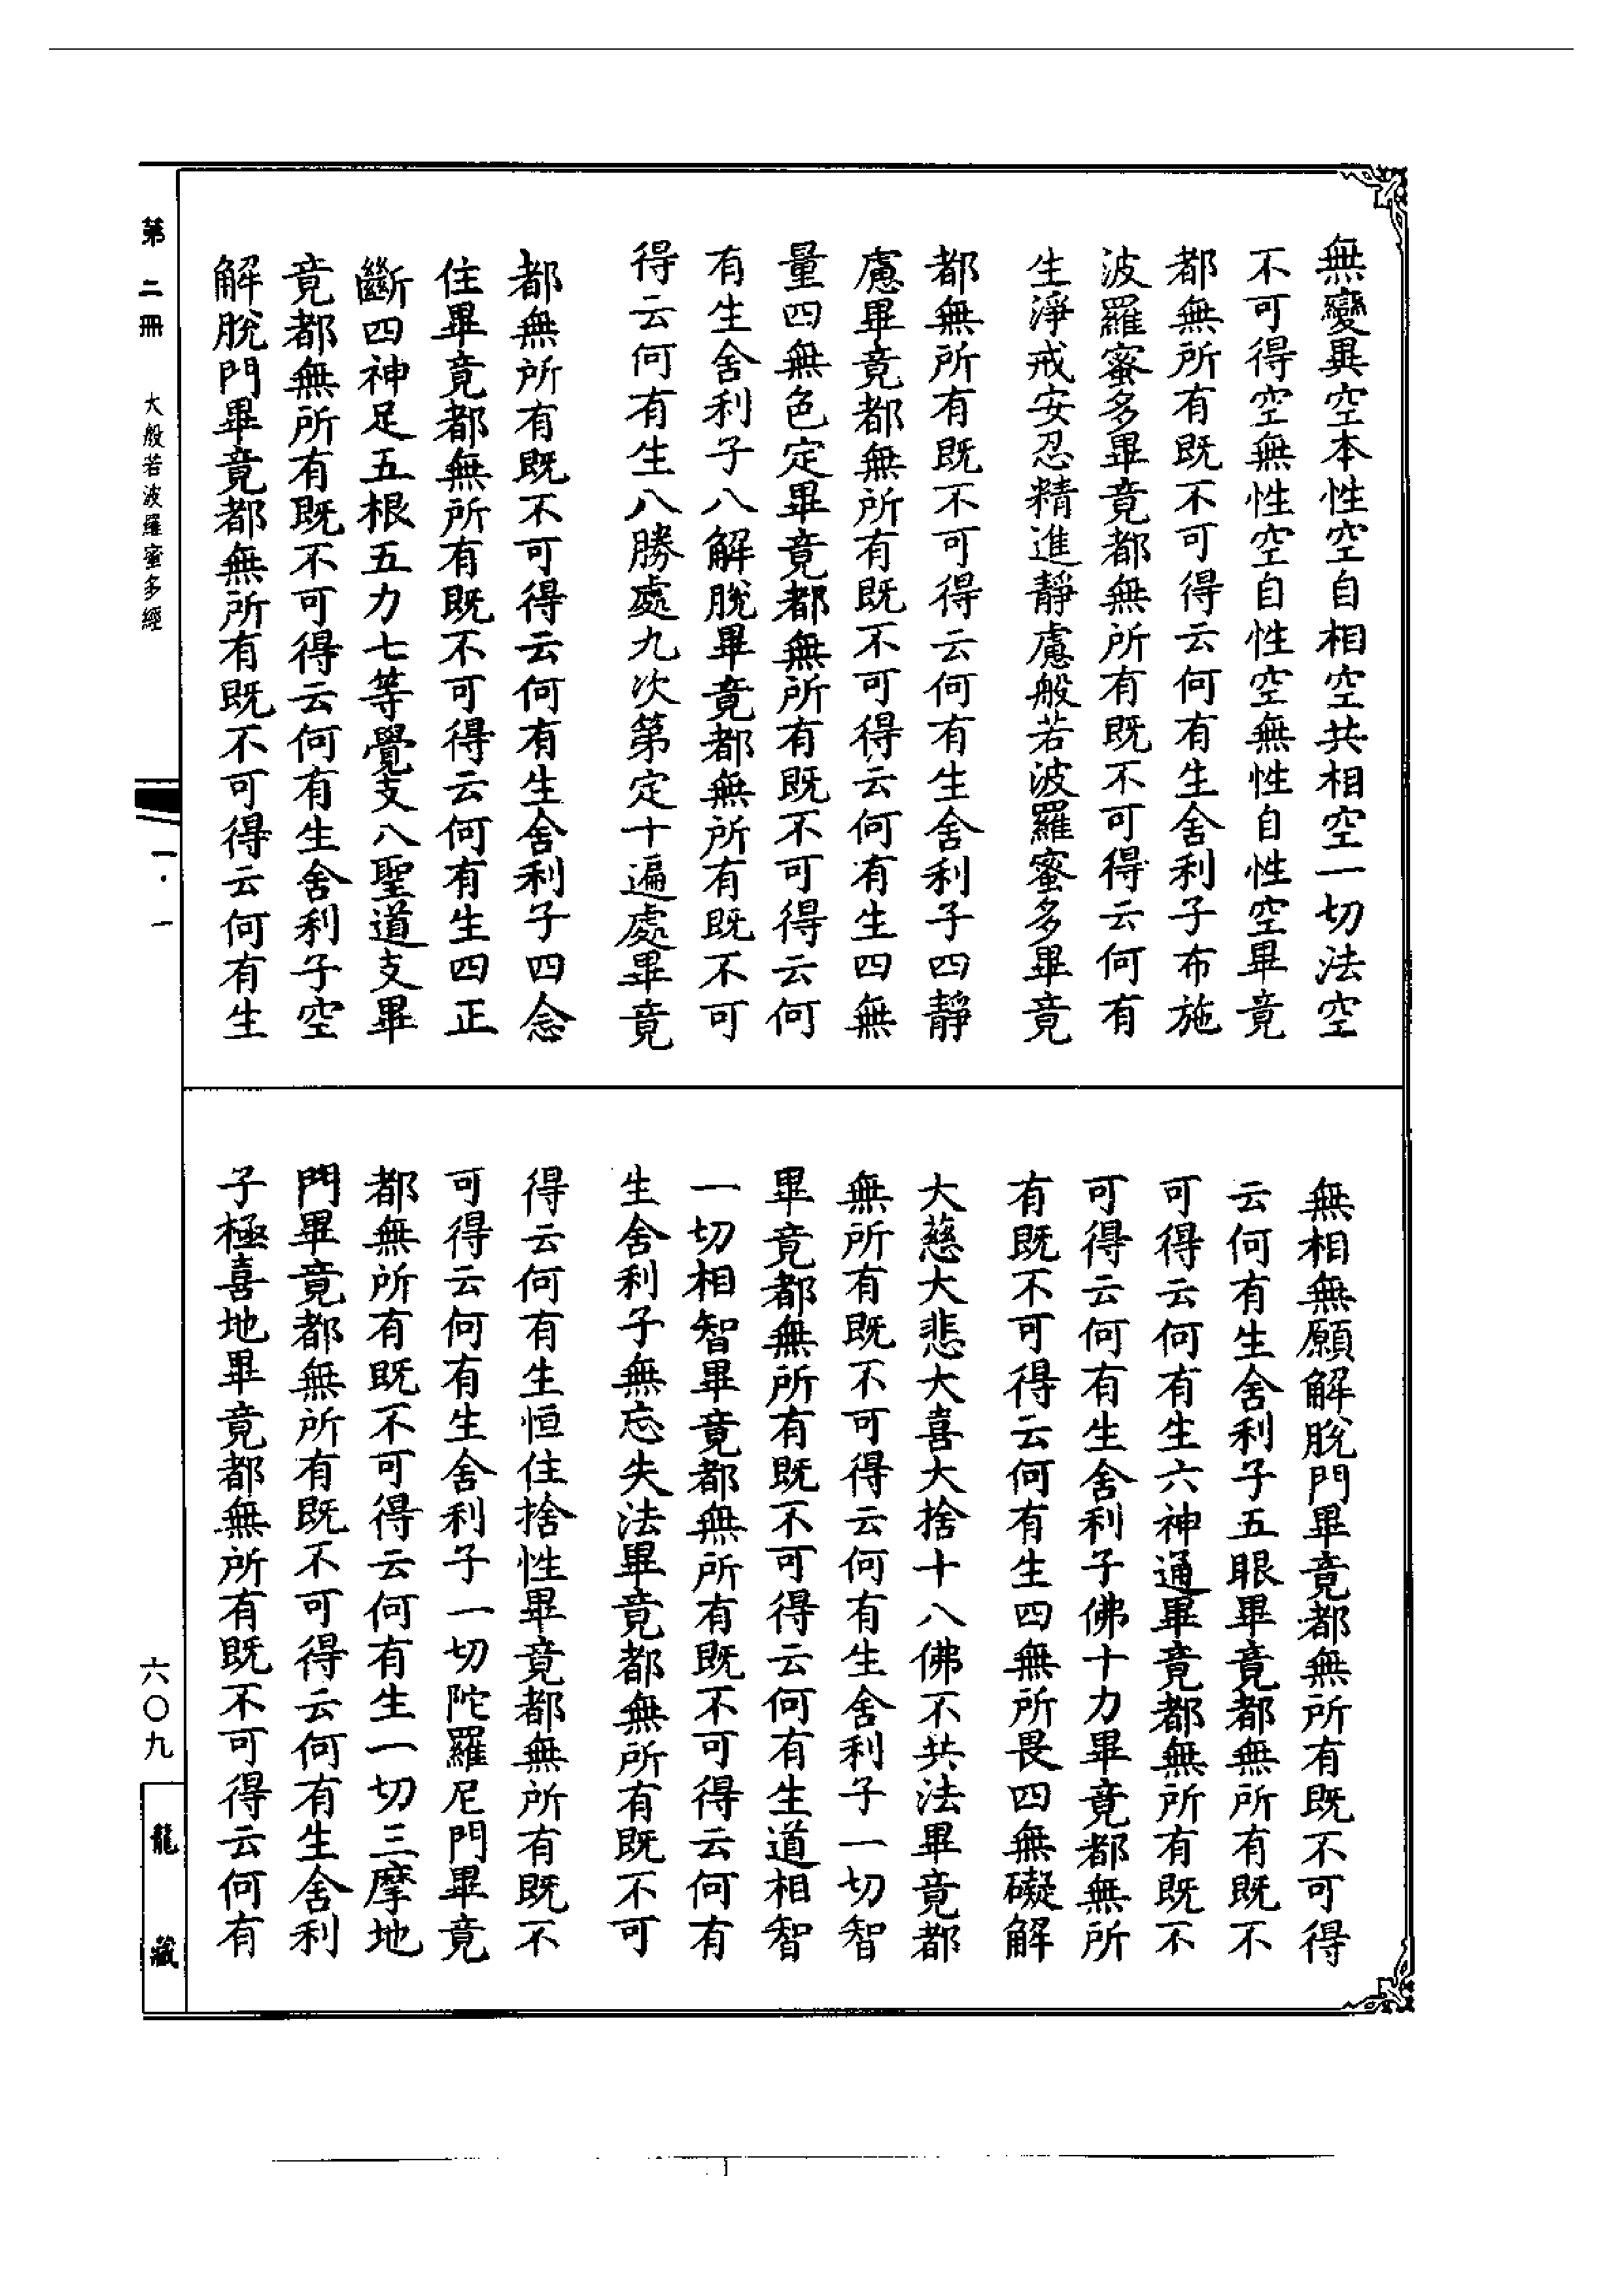 無變異空本性空自相空共相空一切法空
不可得空無性空自性空無性自性空畢竟
都無所有既不可得云何有生舍利子布施
波羅蜜多畢竟都無所有既不可得云何有
生淨戒安忍精進靜慮般若波羅蜜多畢竟
都無所有既不可得云何有生舍利子四靜
慮畢竟都無所有既不可得云何有生四無
量四無色定畢竟都無所有既不可得云何
有生舍利子八解脫畢竟都無所有既不可
得云何有生八勝處九次第定十遍處畢竟
都無所有既不可得云何有生舍利子四念
住畢竟都無所有既不可得云何有生四正
斷四神足五根五力七等覺支八聖道支畢
竟都無所有既不可得云何有生舍利子空
解脫門畢竟都無所有既不可得云何有生
無相無願解脫門畢竟都無所有既不可得
云何有生舍利子五眼畢竟都無所有既不
可得云何有生六神通畢竟都無所有既不
可得云何有生舍利子佛十力畢竟都無所
有既不可得云何有生四無所畏四無礙解
大慈大悲大喜大捨十八佛不共法畢竟都
無所有既不可得云何有生舍利子一切智
畢竟都無所有既不可得云何有生道相智
一切相智畢竟都無所有既不可得云何有
生舍利子無忘失法畢竟都無所有既不可
得云何有生恒住捨性畢竟都無所有既不
可得云何有生舍利子一切陀羅尼門畢竟
都無所有既不可得云何有生一切三摩地
門畢竟都無所有既不可得云何有生舍利
子極喜地畢竟都無所有既不可得云何有
第二冊 大般若波羅蜜多經
一·一
六〇九
龍藏